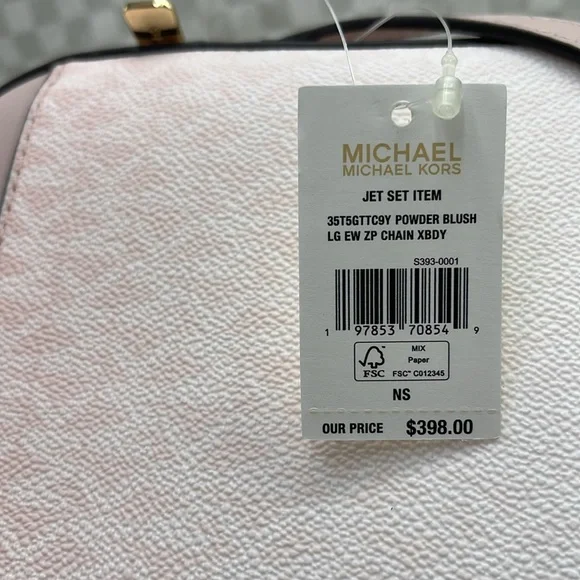 MICHAEL
MICHAEL KORS
JET SET ITEM
35T5GTTC9Y POWDER BLUSH
LG EW ZP CHAIN XBDY
S393-0001
1 97853 70854 9
FSC
MIX
Paper
FSC™ C012345
NS
OUR PRICE $398.00